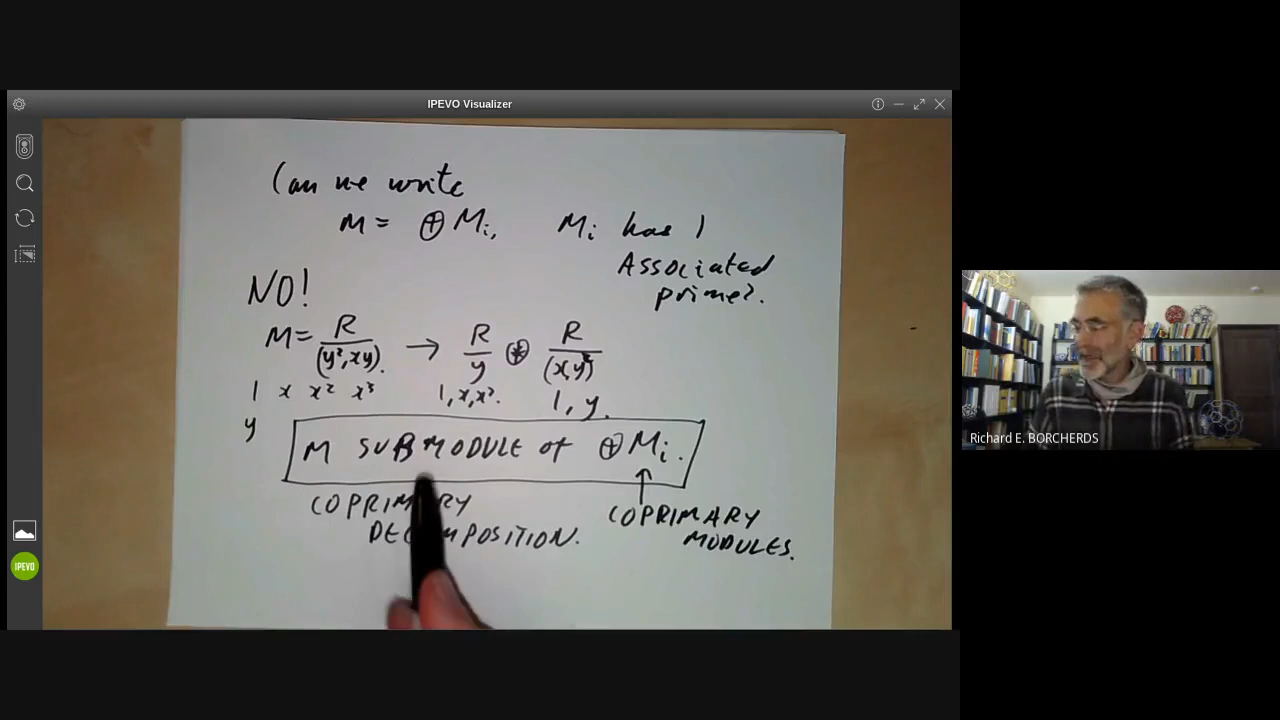 IPEVO Visualizer
Can we write
M = ⊕ Mi, Mi has 1
Associated
prime?.
NO!
M = R/(y², xy). → R/y ⊕ R/(x, y²)
1 x x² x³ 1, x, x². 1, y.
y
M SUBMODULE of ⊕ Mi.
COPRIMARY
DECOMPOSITION.
↑
COPRIMARY
MODULES.
IPEVO
Richard E. BORCHERDS